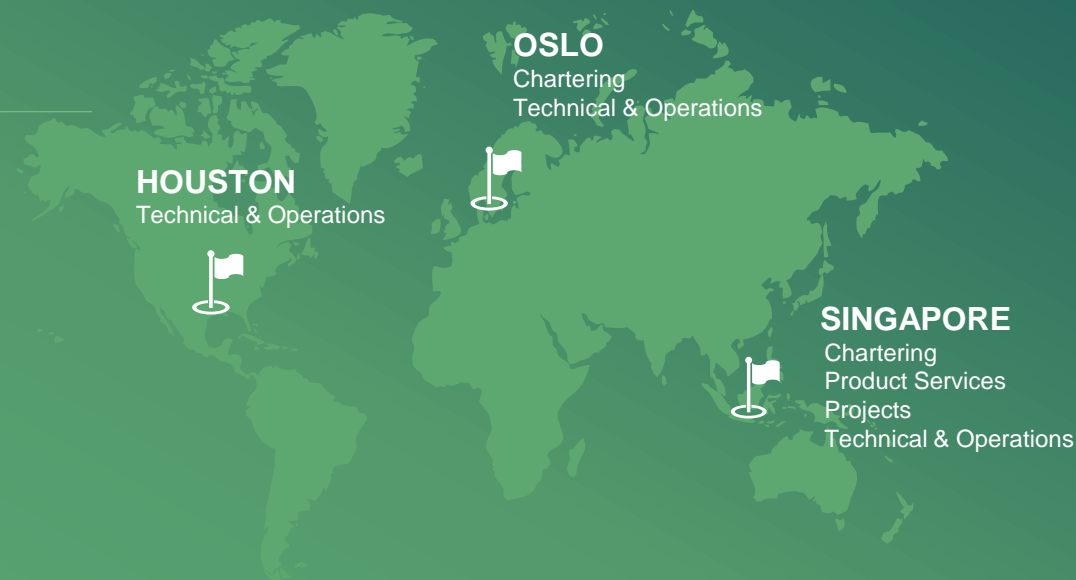 OSLO
Chartering
Technical & Operations
HOUSTON
Technical & Operations
SINGAPORE
Chartering
Product Services
Projects
Technical & Operations